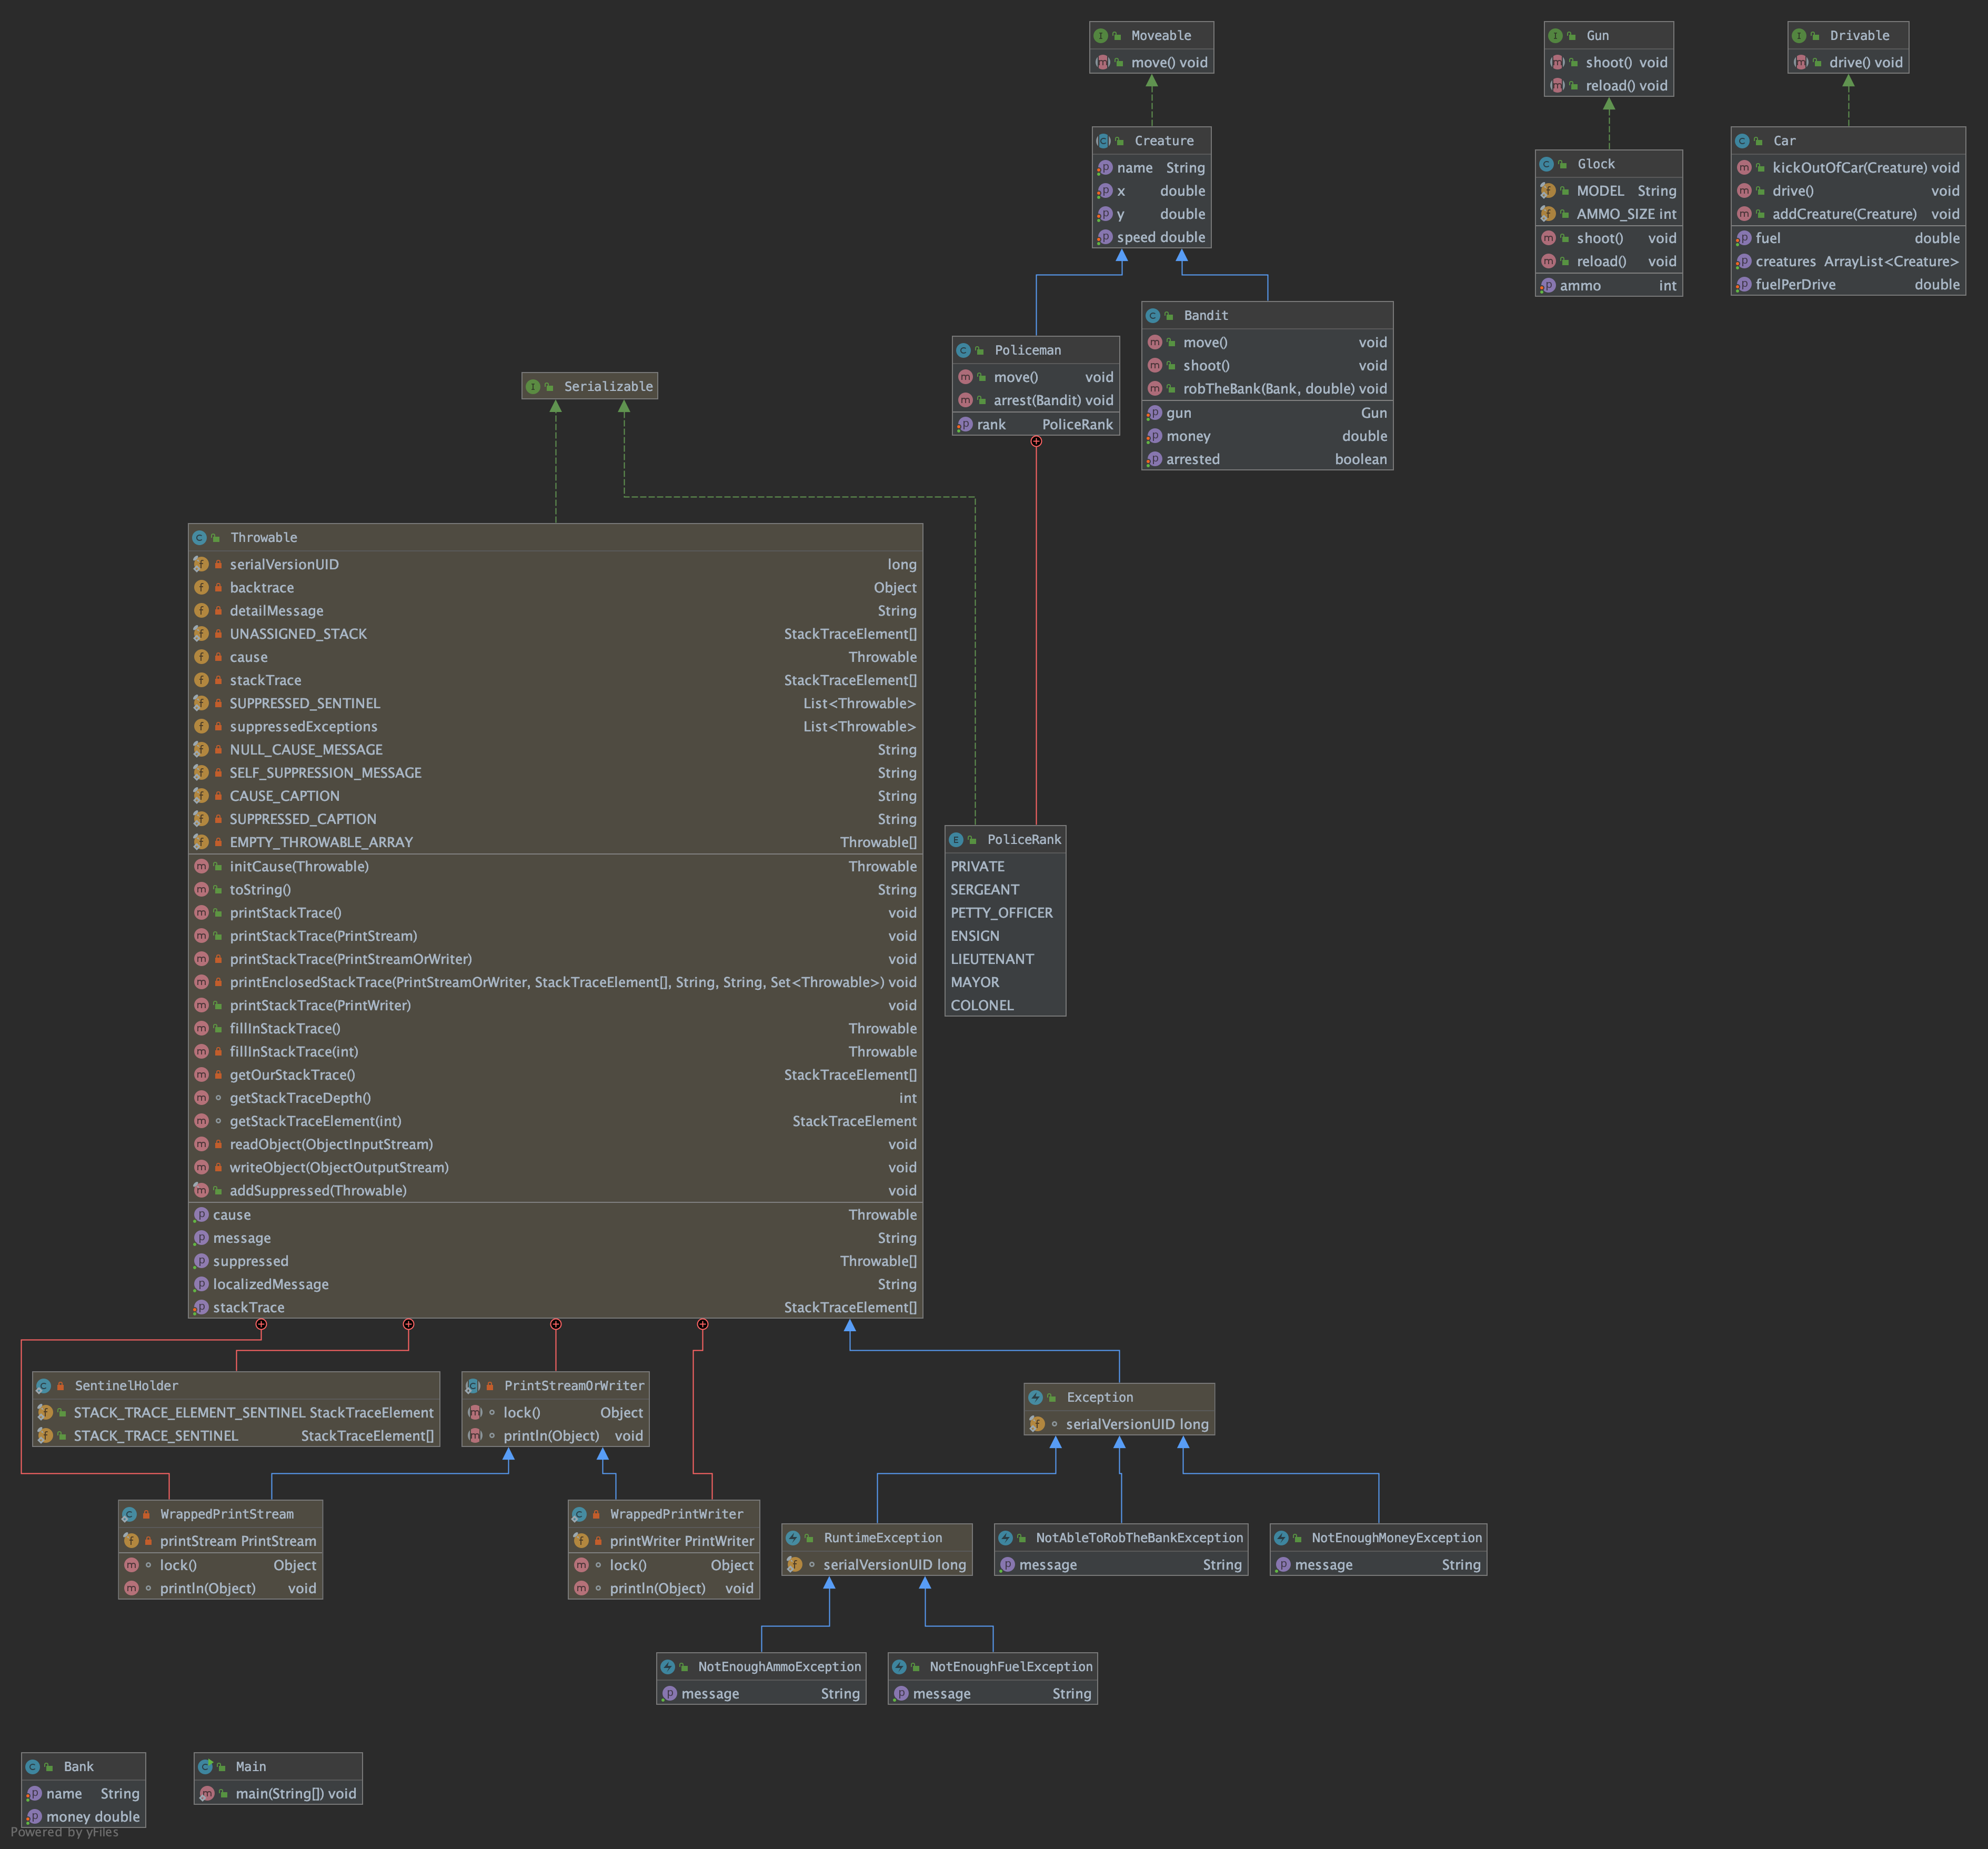 Moveable
move() void
Gun
shoot() void
reload() void
Drivable
drive() void
Creature
name String
x double
y double
speed double
Glock
MODEL String
AMMO_SIZE int
shoot() void
reload() void
ammo int
Car
kickOutOfCar(Creature) void
drive() void
addCreature(Creature) void
fuel double
creatures ArrayList<Creature>
fuelPerDrive double
Policeman
move() void
arrest(Bandit) void
rank PoliceRank
Bandit
move() void
shoot() void
robTheBank(Bank, double) void
gun Gun
money double
arrested boolean
Serializable
Throwable
serialVersionUID long
backtrace Object
detailMessage String
UNASSIGNED_STACK StackTraceElement[]
cause Throwable
stackTrace StackTraceElement[]
SUPPRESSED_SENTINEL List<Throwable>
suppressedExceptions List<Throwable>
NULL_CAUSE_MESSAGE String
SELF_SUPPRESSION_MESSAGE String
CAUSE_CAPTION String
SUPPRESSED_CAPTION String
EMPTY_THROWABLE_ARRAY Throwable[]
initCause(Throwable) Throwable
toString() String
printStackTrace() void
printStackTrace(PrintStream) void
printStackTrace(PrintStreamOrWriter) void
printEnclosedStackTrace(PrintStreamOrWriter, StackTraceElement[], String, String, Set<Throwable>) void
printStackTrace(PrintWriter) void
fillInStackTrace() Throwable
fillInStackTrace(int) Throwable
getOurStackTrace() StackTraceElement[]
getStackTraceDepth() int
getStackTraceElement(int) StackTraceElement
readObject(ObjectInputStream) void
writeObject(ObjectOutputStream) void
addSuppressed(Throwable) void
cause Throwable
message String
suppressed Throwable[]
localizedMessage String
stackTrace StackTraceElement[]
PoliceRank
PRIVATE
SERGEANT
PETTY_OFFICER
ENSIGN
LIEUTENANT
MAYOR
COLONEL
SentinelHolder
STACK_TRACE_ELEMENT_SENTINEL StackTraceElement
STACK_TRACE_SENTINEL StackTraceElement[]
PrintStreamOrWriter
lock() Object
println(Object) void
Exception
serialVersionUID long
WrappedPrintStream
printStream PrintStream
lock() Object
println(Object) void
WrappedPrintWriter
printWriter PrintWriter
lock() Object
println(Object) void
RuntimeException
serialVersionUID long
NotAbleToRobTheBankException
message String
NotEnoughMoneyException
message String
NotEnoughAmmoException
message String
NotEnoughFuelException
message String
Bank
name String
money double
Main
main(String[]) void
Powered by yFiles